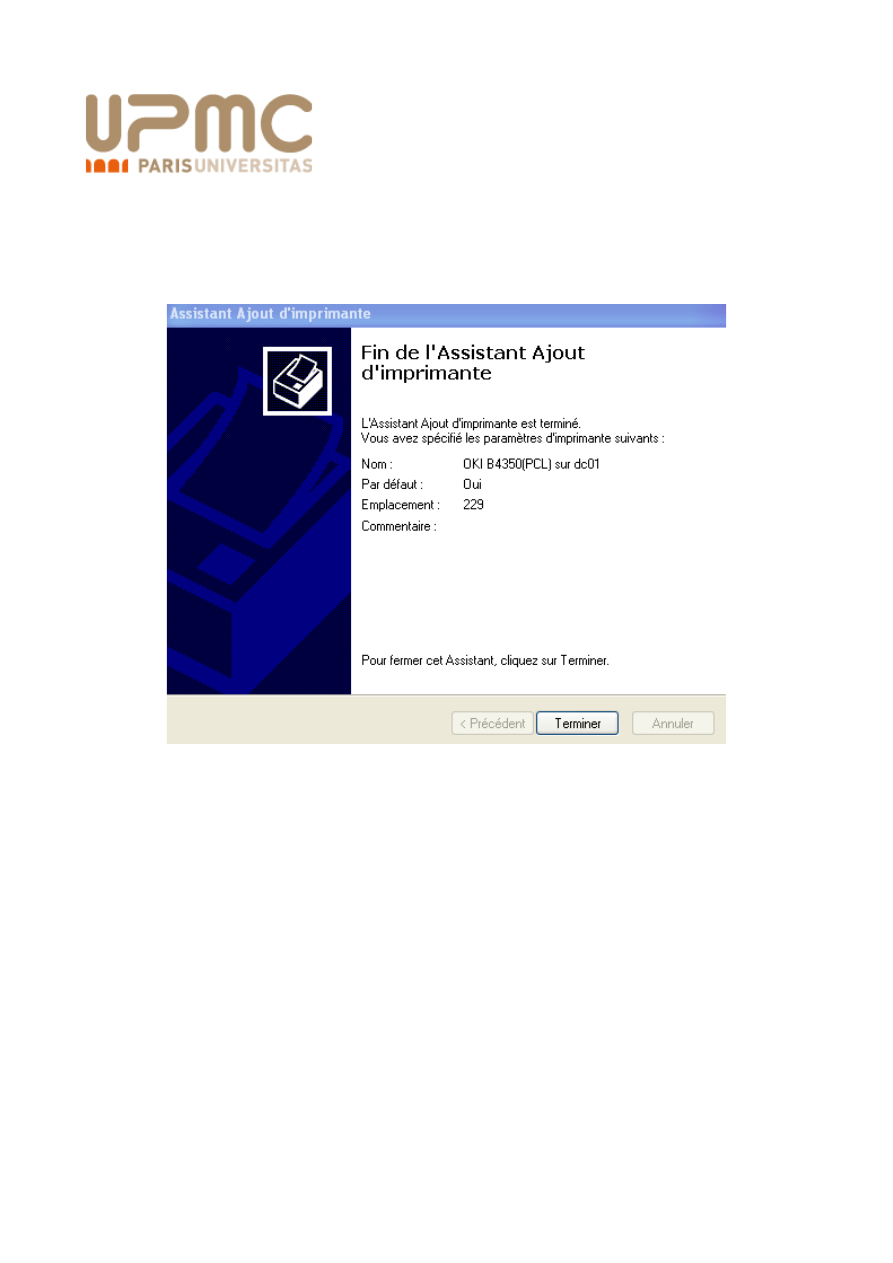 UPMC
PARISUNIVERSITAS
Assistant Ajout d'imprimante
Fin de l'Assistant Ajout
d'imprimante
L'Assistant Ajout d'imprimante est terminé.
Vous avez spécifié les paramètres d'imprimante suivants :
Nom : OKI B4350(PCL) sur dc01
Par défaut : Oui
Emplacement : 229
Commentaire :
Pour fermer cet Assistant, cliquez sur Terminer.
< Précédent Terminer Annuler